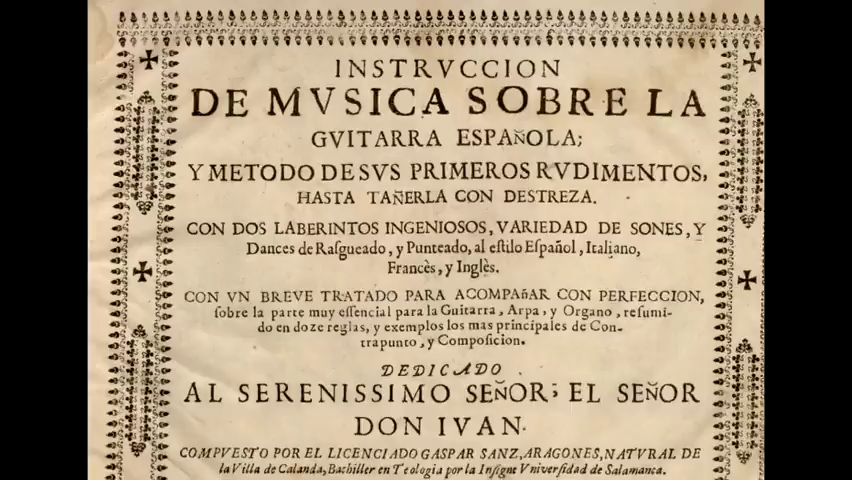 INSTRVCCION
DE MVSICA SOBRE LA
GVITARRA ESPAÑOLA;
Y METODO DE SVS PRIMEROS RVDIMENTOS,
HASTA TAÑERLA CON DESTREZA.
CON DOS LABERINTOS INGENIOSOS, VARIEDAD DE SONES, Y
Dances de Raſgueado, y Punteado, al eſtilo Eſpañol, Italiano,
Francès, y Inglès.
CON VN BREVE TRATADO PARA ACOMPAñAR CON PERFECCION,
ſobre la parte muy eſſencial para la Guitarra, Arpa, y Organo, reſumi-
do en doze reglas, y exemplos los mas principales de Con-
trapunto, y Compoſicion.
DEDICADO
AL SERENISSIMO SEÑOR; EL SEÑOR
DON IVAN.
COMPVESTO POR EL LICENCIADO GASPAR SANZ, ARAGONES, NATVRAL DE
la Villa de Calanda, Bachiller en Teologia por la Inſigne Vniverſidad de Salamanca.